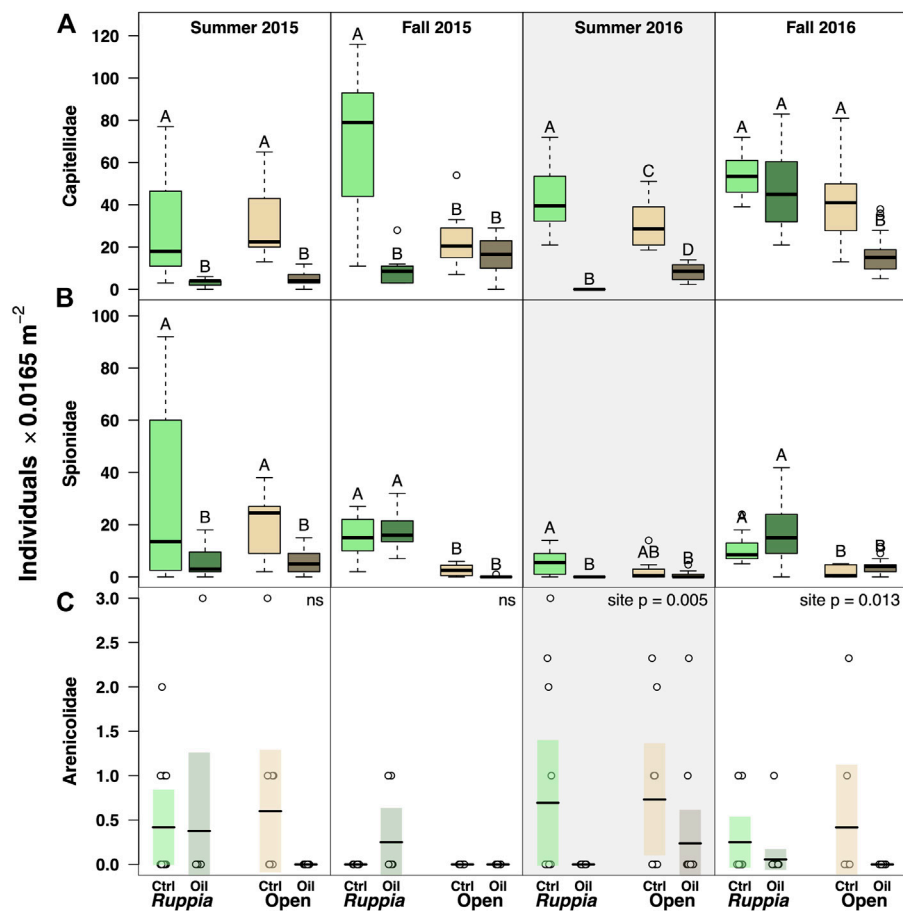 A
Summer 2015
Fall 2015
Summer 2016
Fall 2016
Capitellidae
120
100
80
60
40
20
0
A
B
A
B
A
B
B
B
A
B
C
D
A
A
A
B
B
Spionidae
100
80
60
40
20
0
A
B
A
B
A
A
B
B
A
B
AB
B
A
A
B
B
Individuals × 0.0165 m-2
C
Arenicolidae
3.0
2.5
2.0
1.5
1.0
0.5
0.0
ns
ns
site p = 0.005
site p = 0.013
Ctrl Oil Ctrl Oil Ctrl Oil Ctrl Oil Ctrl Oil Ctrl Oil Ctrl Oil Ctrl Oil
Ruppia Open Ruppia Open Ruppia Open Ruppia Open